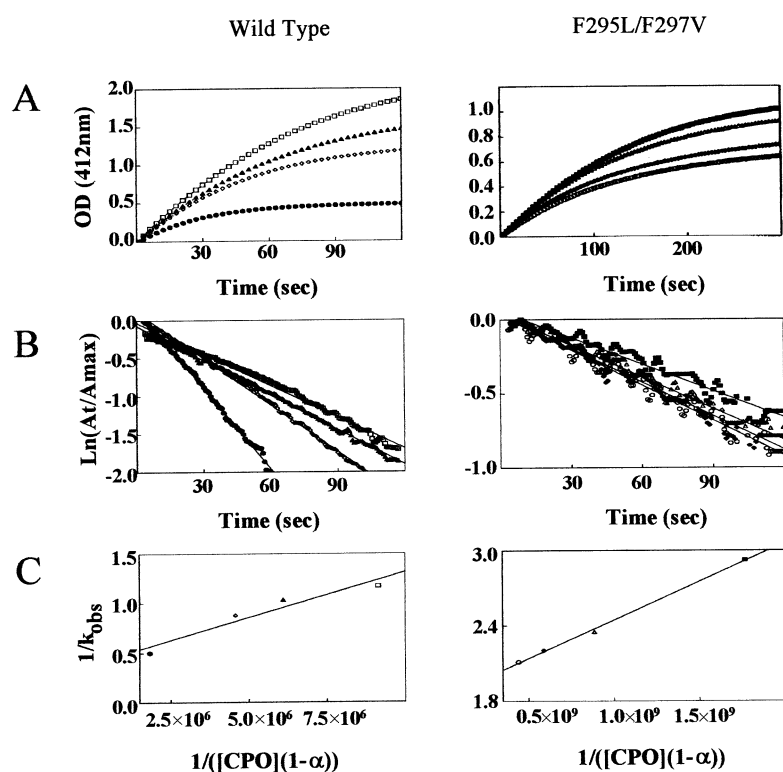 Wild Type
F295L/F297V
A
OD (412nm)
2.0
1.5
1.0
0.5
0.0
30 60 90
Time (sec)
1.0
0.8
0.6
0.4
0.2
0.0
100 200
Time (sec)
B
Ln(At/Amax)
0.0
-0.5
-1.0
-1.5
-2.0
30 60 90
Time (sec)
0.0
-0.5
-1.0
30 60 90
Time (sec)
C
1/kobs
1.5
1.0
0.5
0.0
2.5×10⁶ 5.0×10⁶ 7.5×10⁶
1/([CPO](1-α))
3.0
2.4
1.8
0.5×10⁹ 1.0×10⁹ 1.5×10⁹
1/([CPO](1-α))